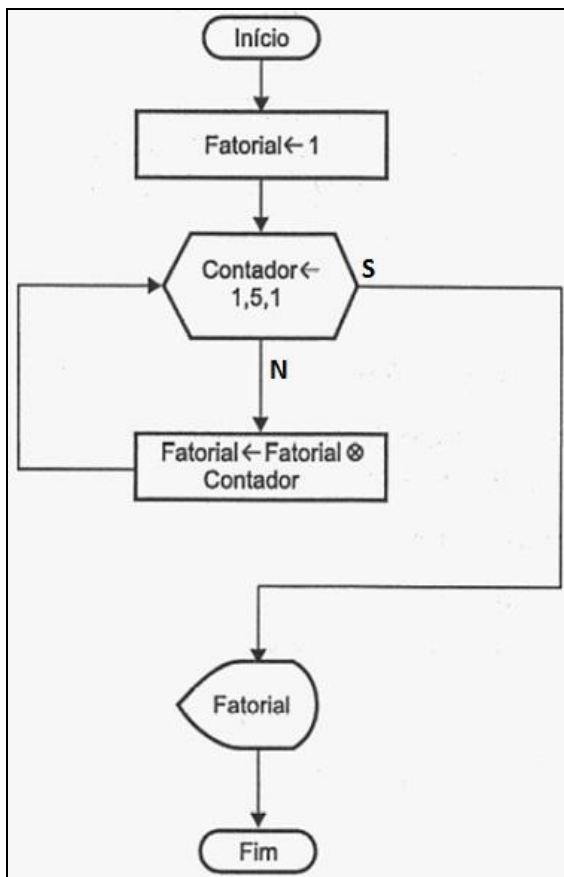 Início
Fatorial←1
Contador←
1,5,1
S
N
Fatorial←Fatorial ⊗
Contador
Fatorial
Fim